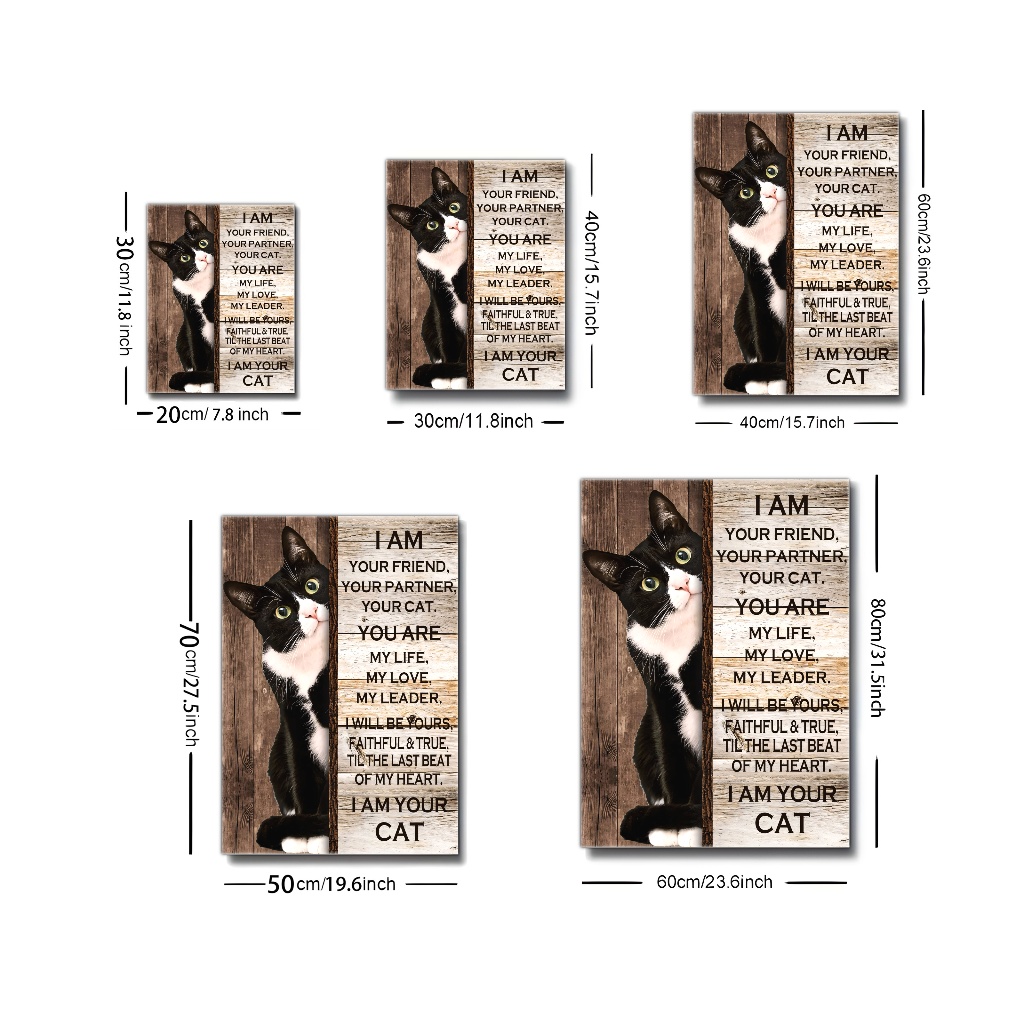 I AM
YOUR FRIEND,
YOUR PARTNER,
YOUR CAT.
YOU ARE
MY LIFE,
MY LOVE,
MY LEADER.
I WILL BE YOURS,
FAITHFUL & TRUE,
TIL THE LAST BEAT
OF MY HEART.
I AM YOUR
CAT
30cm/11.8 inch
20cm/ 7.8 inch
I AM
YOUR FRIEND,
YOUR PARTNER,
YOUR CAT.
YOU ARE
MY LIFE,
MY LOVE,
MY LEADER.
I WILL BE YOURS,
FAITHFUL & TRUE,
TIL THE LAST BEAT
OF MY HEART.
I AM YOUR
CAT
40cm/15.7inch
30cm/11.8inch
I AM
YOUR FRIEND,
YOUR PARTNER,
YOUR CAT.
YOU ARE
MY LIFE,
MY LOVE,
MY LEADER.
I WILL BE YOURS,
FAITHFUL & TRUE,
TIL THE LAST BEAT
OF MY HEART.
I AM YOUR
CAT
60cm/23.6inch
40cm/15.7inch
I AM
YOUR FRIEND,
YOUR PARTNER,
YOUR CAT.
YOU ARE
MY LIFE,
MY LOVE,
MY LEADER.
I WILL BE YOURS,
FAITHFUL & TRUE,
TIL THE LAST BEAT
OF MY HEART.
I AM YOUR
CAT
70cm/27.5inch
50cm/19.6inch
I AM
YOUR FRIEND,
YOUR PARTNER,
YOUR CAT.
YOU ARE
MY LIFE,
MY LOVE,
MY LEADER.
I WILL BE YOURS,
FAITHFUL & TRUE,
TIL THE LAST BEAT
OF MY HEART.
I AM YOUR
CAT
80cm/31.5inch
60cm/23.6inch